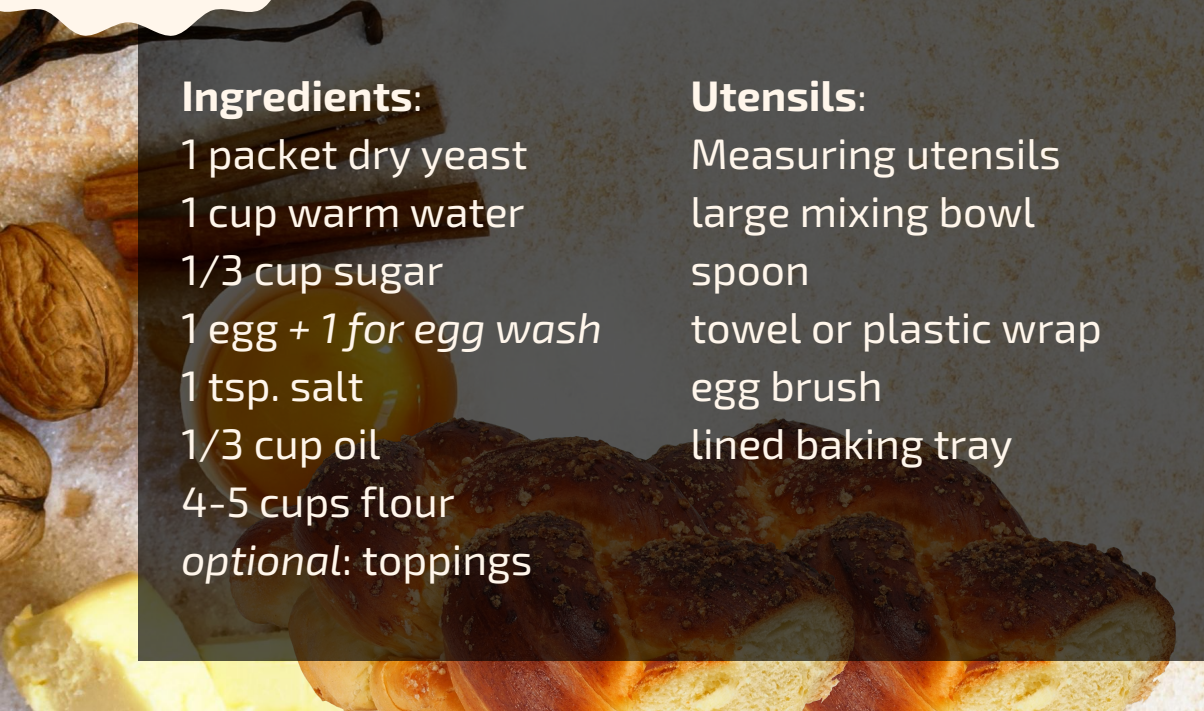 Ingredients:
1 packet dry yeast
1 cup warm water
1/3 cup sugar
1 egg + 1 for egg wash
1 tsp. salt
1/3 cup oil
4-5 cups flour
optional: toppings
Utensils:
Measuring utensils
large mixing bowl
spoon
towel or plastic wrap
egg brush
lined baking tray